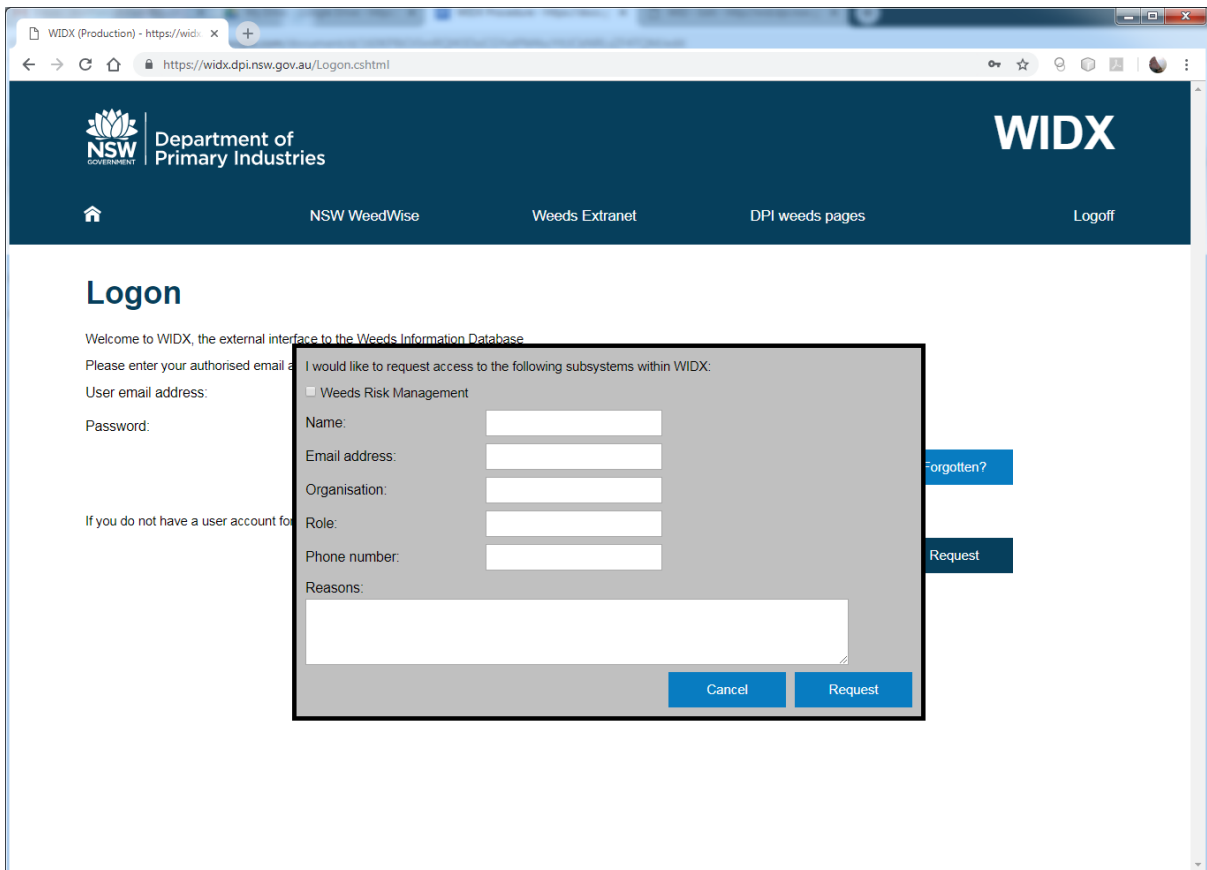 WIDX (Production) - https://widx
https://widx.dpi.nsw.gov.au/Logon.cshtml
NSW
GOVERNMENT
Department of
Primary Industries
WIDX
NSW WeedWise Weeds Extranet DPI weeds pages Logoff
Logon
Welcome to WIDX, the external interface to the Weeds Information Database
Please enter your authorised email a
User email address:
Password:
Forgotten?
If you do not have a user account for
Request
I would like to request access to the following subsystems within WIDX:
Weeds Risk Management
Name:
Email address:
Organisation:
Role:
Phone number:
Reasons:
Cancel Request